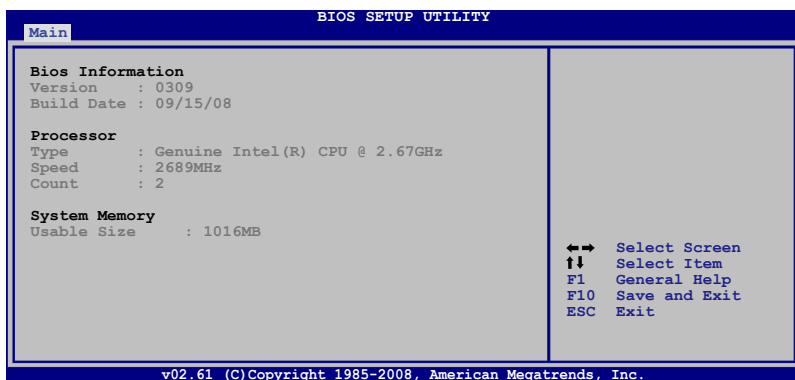 BIOS SETUP UTILITY
Main
Bios Information
Version : 0309
Build Date : 09/15/08
Processor
Type : Genuine Intel(R) CPU @ 2.67GHz
Speed : 2689MHz
Count : 2
System Memory
Usable Size : 1016MB
←→ Select Screen
↑↓ Select Item
F1 General Help
F10 Save and Exit
ESC Exit
v02.61 (C)Copyright 1985-2008, American Megatrends, Inc.